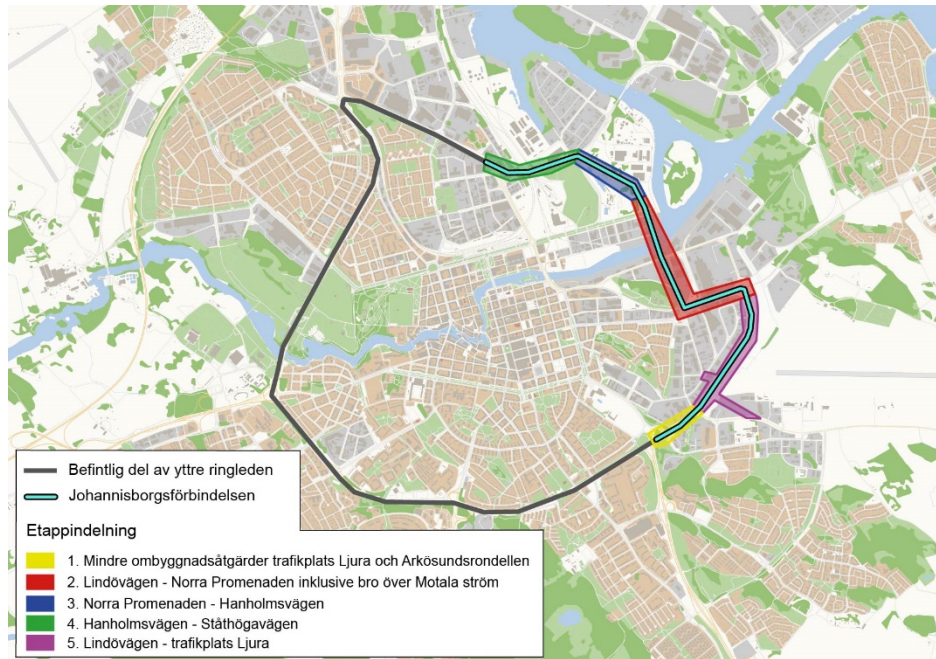 Befintlig del av yttre ringleden
Johannisborgsförbindelsen
Etappindelning
1. Mindre ombyggnadsåtgärder trafikplats Ljura och Arkösundsrondellen
2. Lindövägen - Norra Promenaden inklusive bro över Motala ström
3. Norra Promenaden - Hanholmsvägen
4. Hanholmsvägen - Ståthögavägen
5. Lindövägen - trafikplats Ljura